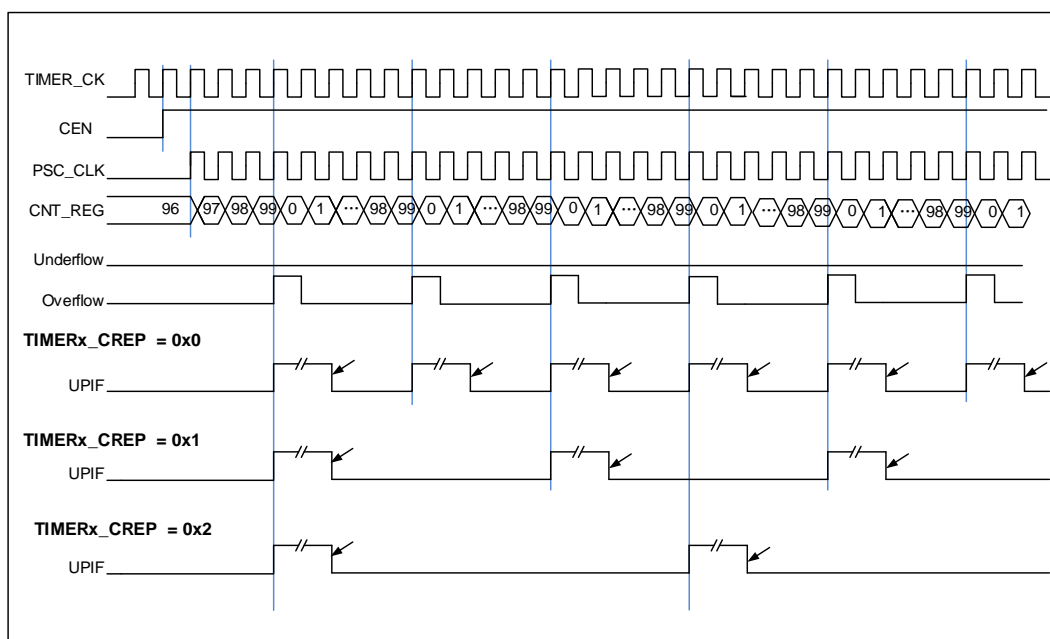 TIMER_CK
CEN
PSC_CLK
CNT_REG 96 97 98 99 0 1 ... 98 99 0 1 ... 98 99 0 1 ... 98 99 0 1 ... 98 99 0 1 ... 98 99 0 1
Underflow
Overflow
TIMERx_CREP = 0x0
UPIF
TIMERx_CREP = 0x1
UPIF
TIMERx_CREP = 0x2
UPIF